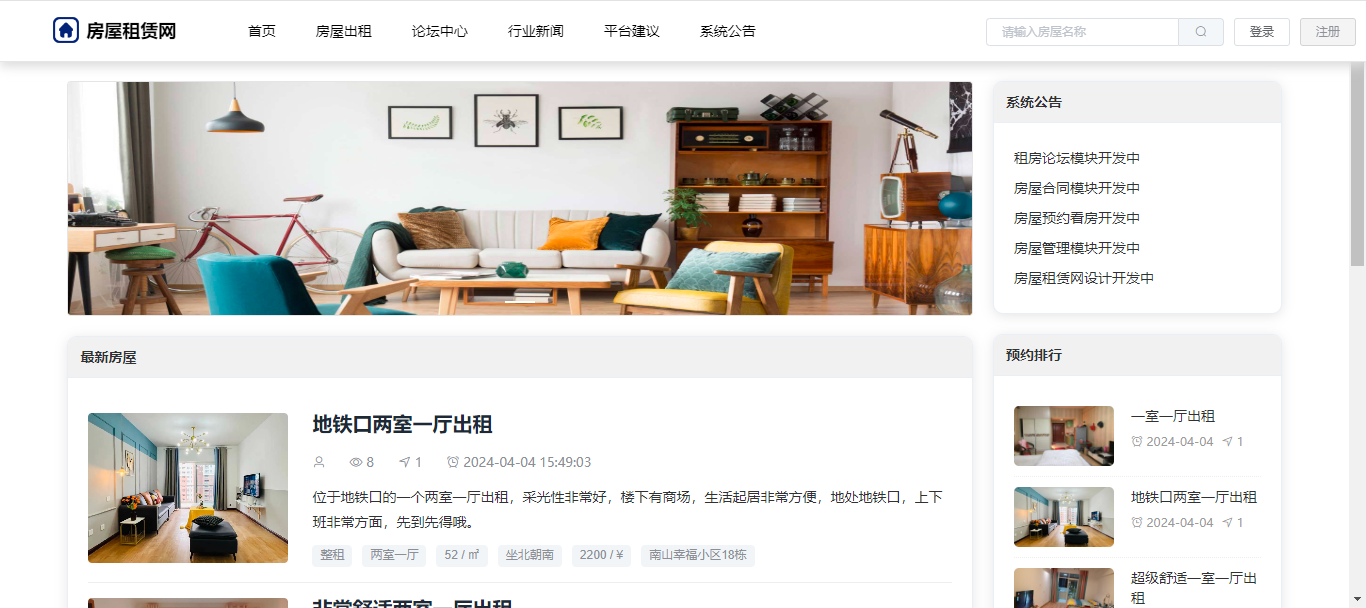 房屋租赁网
首页
房屋出租
论坛中心
行业新闻
平台建议
系统公告
请输入房屋名称
登录
注册
系统公告
租房论坛模块开发中
房屋合同模块开发中
房屋预约看房开发中
房屋管理模块开发中
房屋租赁网设计开发中
最新房屋
地铁口两室一厅出租
8
1
2024-04-04 15:49:03
位于地铁口的一个两室一厅出租，采光性非常好，楼下有商场，生活起居非常方便，地处地铁口，上下
班非常方面，先到先得哦。
整租
两室一厅
52 / ㎡
坐北朝南
2200 / ¥
南山幸福小区18栋
非常舒适两室一厅出租
预约排行
一室一厅出租
2024-04-04 1
地铁口两室一厅出租
2024-04-04 1
超级舒适一室一厅出
租